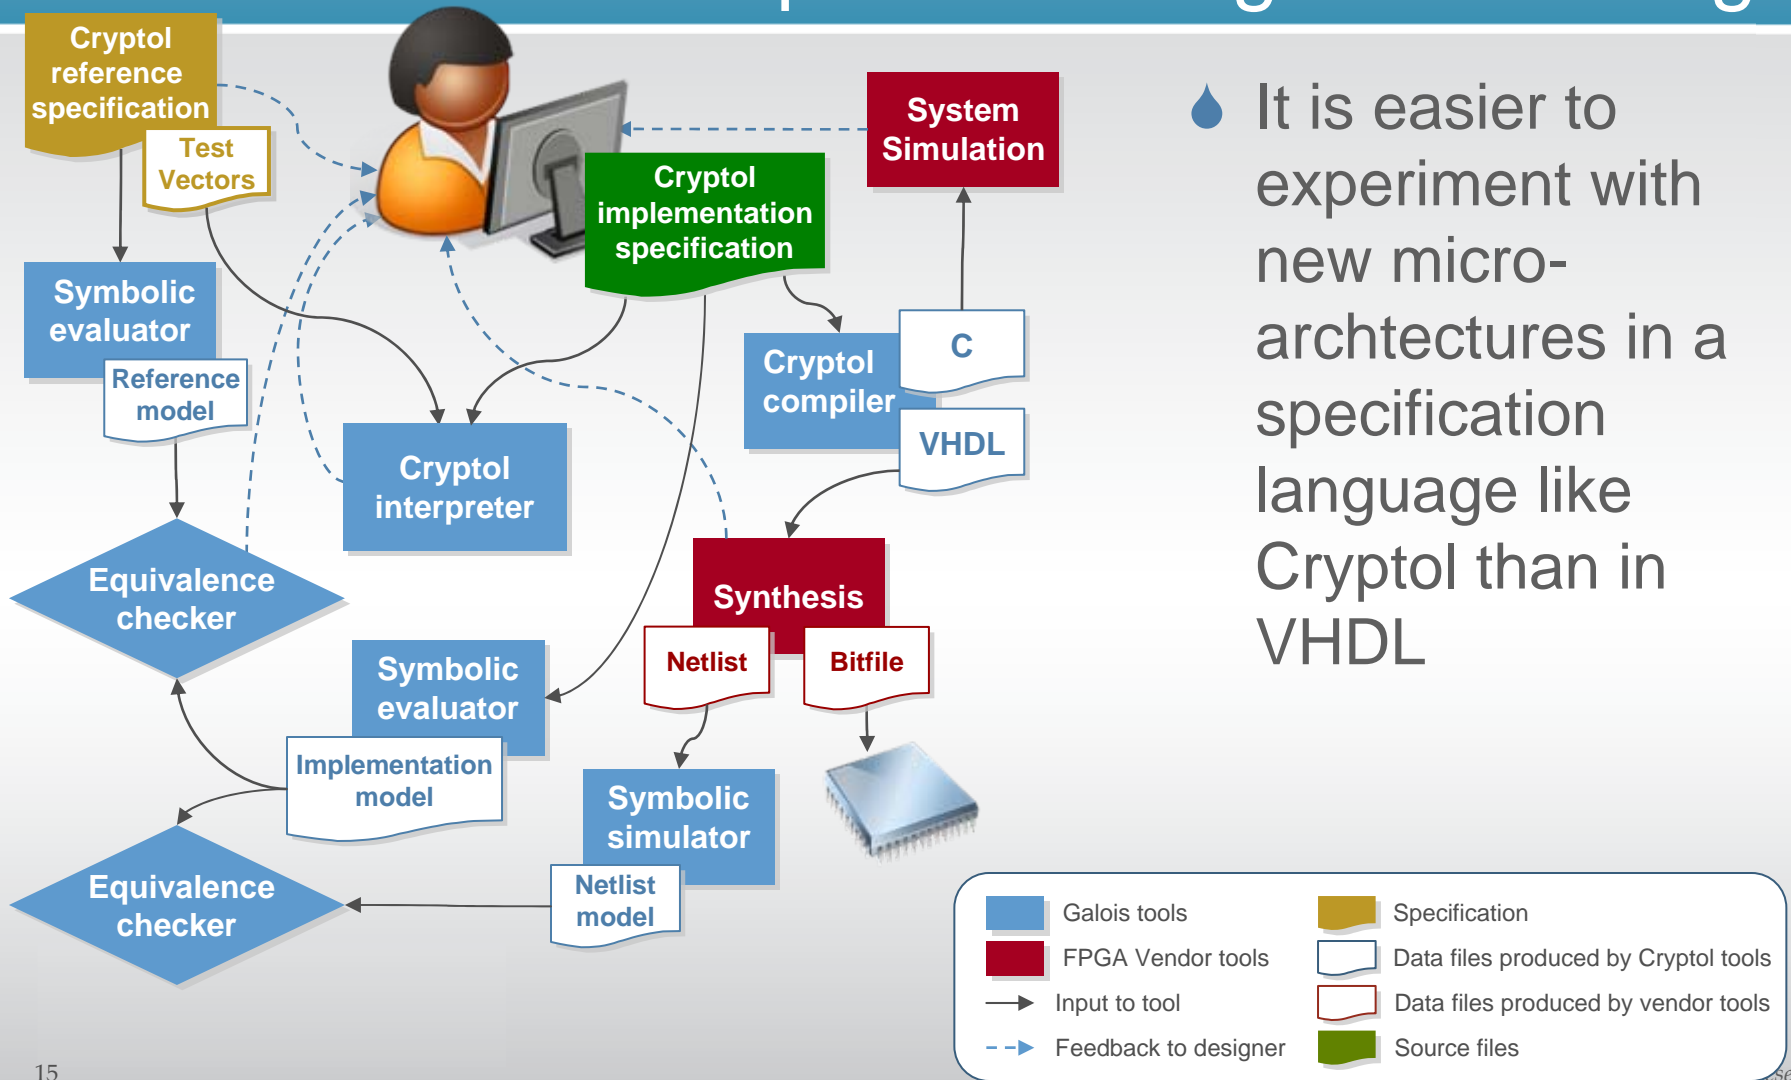 Cryptol
reference
specification
Test
Vectors
System
Simulation
Cryptol
implementation
specification
Symbolic
evaluator
Reference
model
Cryptol
compiler
C
VHDL
Cryptol
interpreter
Equivalence
checker
Synthesis
Netlist
Bitfile
Symbolic
evaluator
Implementation
model
Symbolic
simulator
Netlist
model
Equivalence
checker
It is easier to
experiment with
new micro-
archtectures in a
specification
language like
Cryptol than in
VHDL
Galois tools
FPGA Vendor tools
Input to tool
Feedback to designer
Specification
Data files produced by Cryptol tools
Data files produced by vendor tools
Source files
15